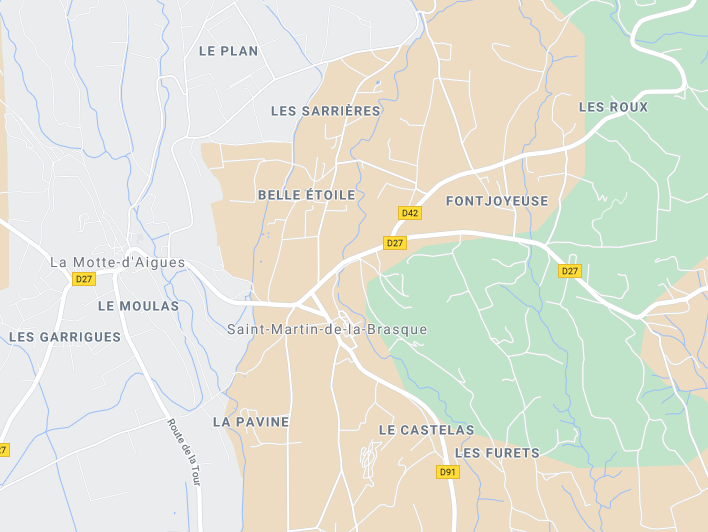 LE PLAN
LES SARRIÈRES
LES ROUX
BELLE ÉTOILE
FONTJOYEUSE
D42
D27
La Motte-d'Aigues
D27
D27
LE MOULAS
Saint-Martin-de-la-Brasque
LES GARRIGUES
LA PAVINE
LE CASTELAS
Route de la Tour
27
LES FURETS
D91